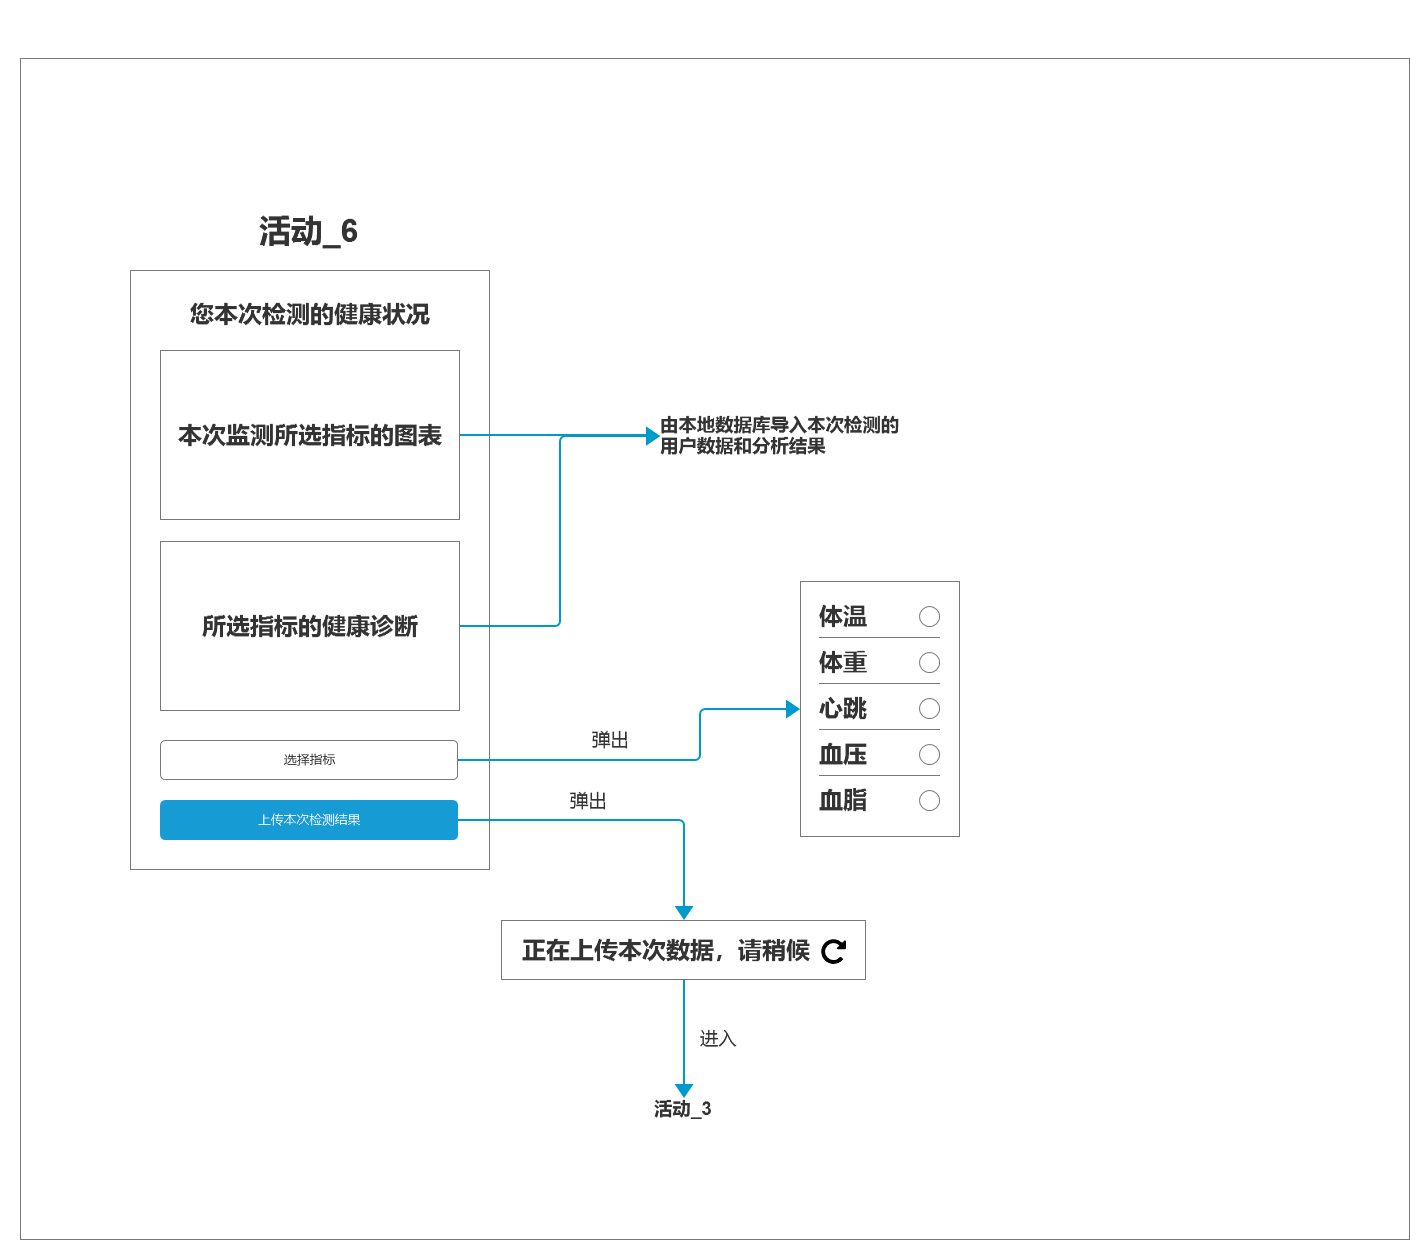 活动_6
您本次检测的健康状况
本次监测所选指标的图表
由本地数据库导入本次检测的
用户数据和分析结果
所选指标的健康诊断
选择指标
弹出
体温
体重
心跳
血压
血脂
上传本次检测结果
弹出
正在上传本次数据，请稍候
进入
活动_3